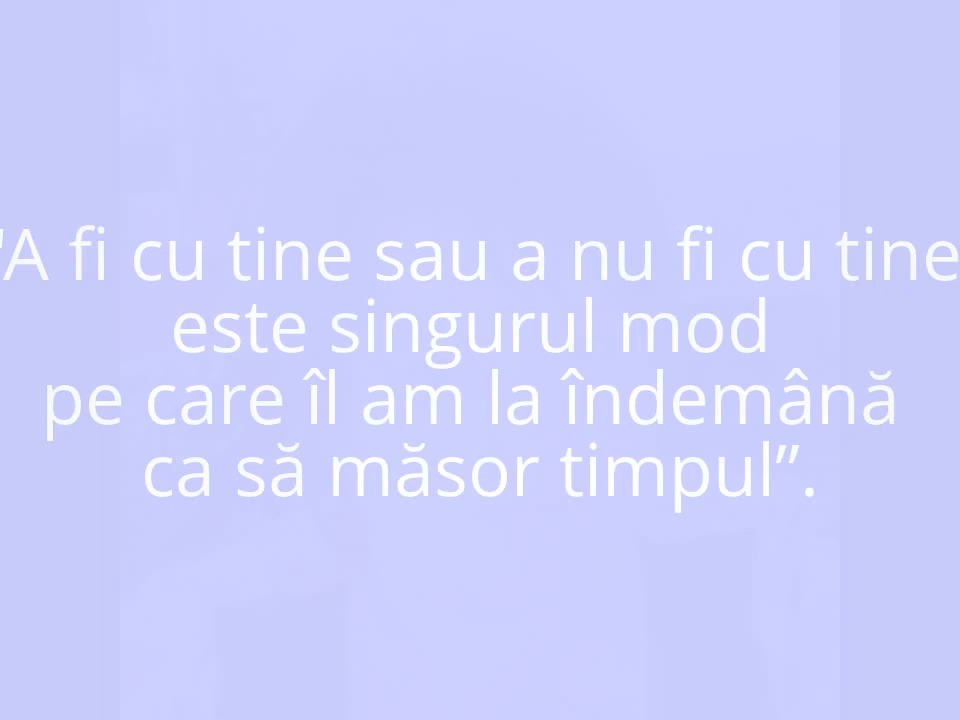 "A fi cu tine sau a nu fi cu tine
este singurul mod
pe care îl am la îndemână
ca să măsor timpul”.